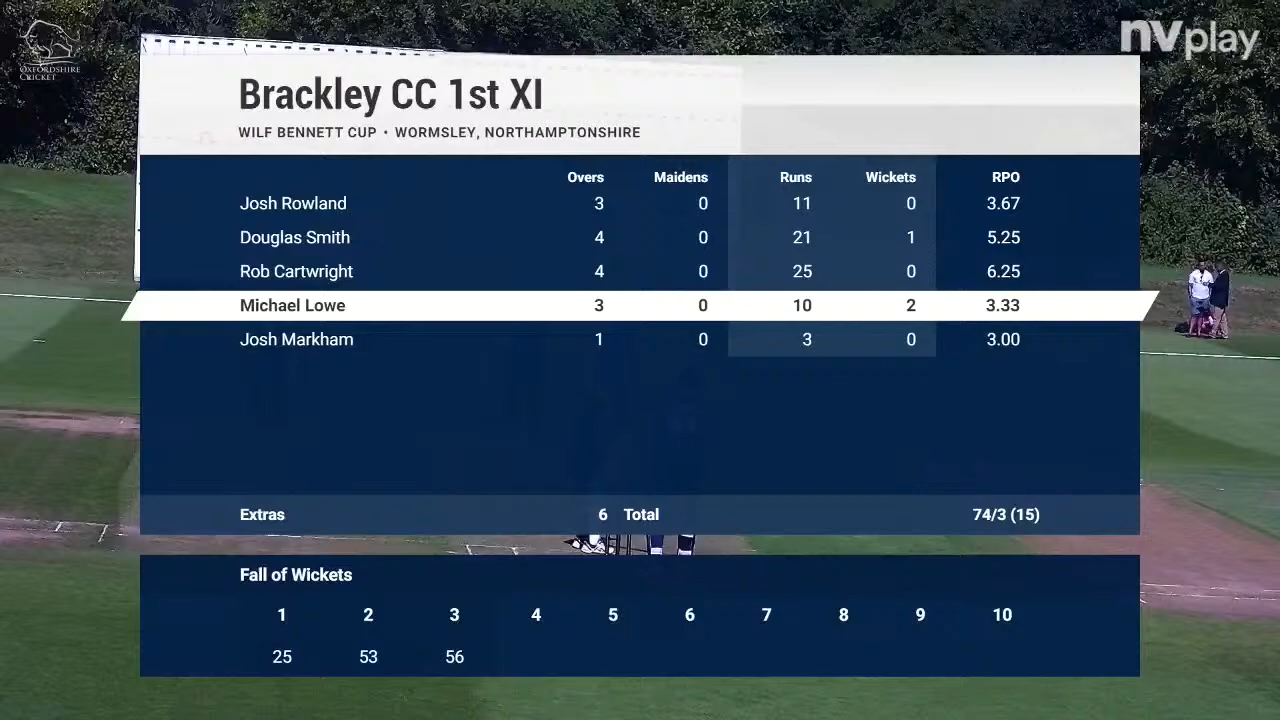 OXFORDSHIRE
CRICKET
nvplay
Brackley CC 1st XI
WILF BENNETT CUP • WORMSLEY, NORTHAMPTONSHIRE
Overs Maidens Runs Wickets RPO
Josh Rowland 3 0 11 0 3.67
Douglas Smith 4 0 21 1 5.25
Rob Cartwright 4 0 25 0 6.25
Michael Lowe 3 0 10 2 3.33
Josh Markham 1 0 3 0 3.00
Extras 6 Total 74/3 (15)
Fall of Wickets
1 2 3 4 5 6 7 8 9 10
25 53 56